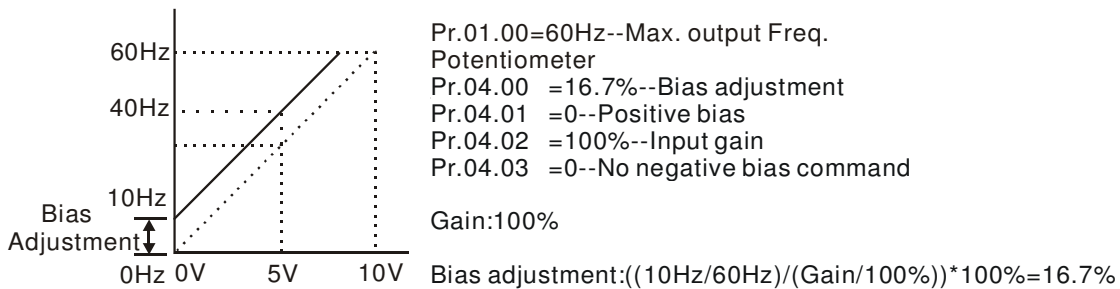 60Hz
40Hz
10Hz
Bias
Adjustment
0Hz 0V 5V 10V
Pr.01.00=60Hz--Max. output Freq.
Potentiometer
Pr.04.00 =16.7%--Bias adjustment
Pr.04.01 =0--Positive bias
Pr.04.02 =100%--Input gain
Pr.04.03 =0--No negative bias command
Gain:100%
Bias adjustment:((10Hz/60Hz)/(Gain/100%))*100%=16.7%